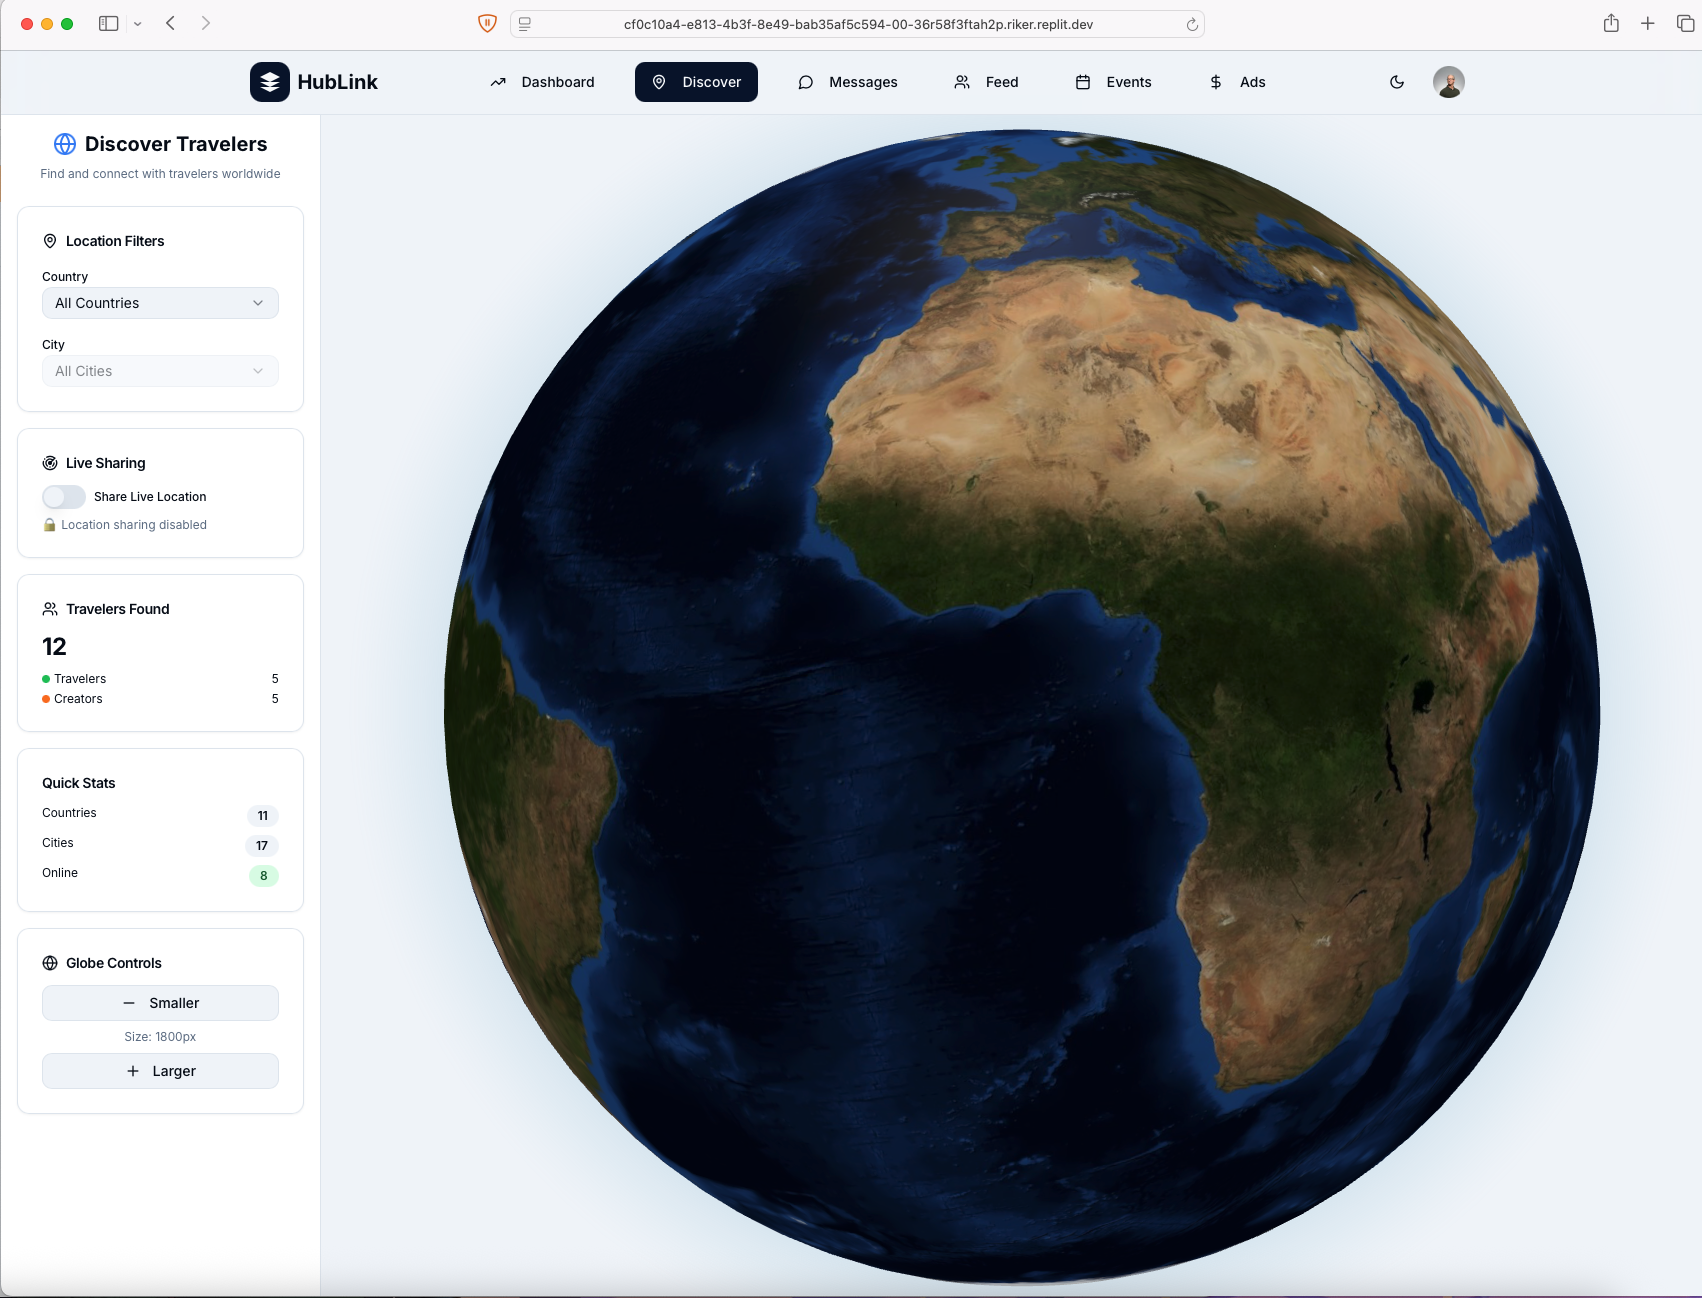 cf0c10a4-e813-4b3f-8e49-bab35af5c594-00-36r58f3ftah2p.riker.replit.dev
HubLink
Dashboard
Discover
Messages
Feed
Events
Ads
Discover Travelers
Find and connect with travelers worldwide
Location Filters
Country
All Countries
City
All Cities
Live Sharing
Share Live Location
🔒 Location sharing disabled
Travelers Found
12
Travelers 5
Creators 5
Quick Stats
Countries 11
Cities 17
Online 8
Globe Controls
Smaller
Size: 1800px
Larger